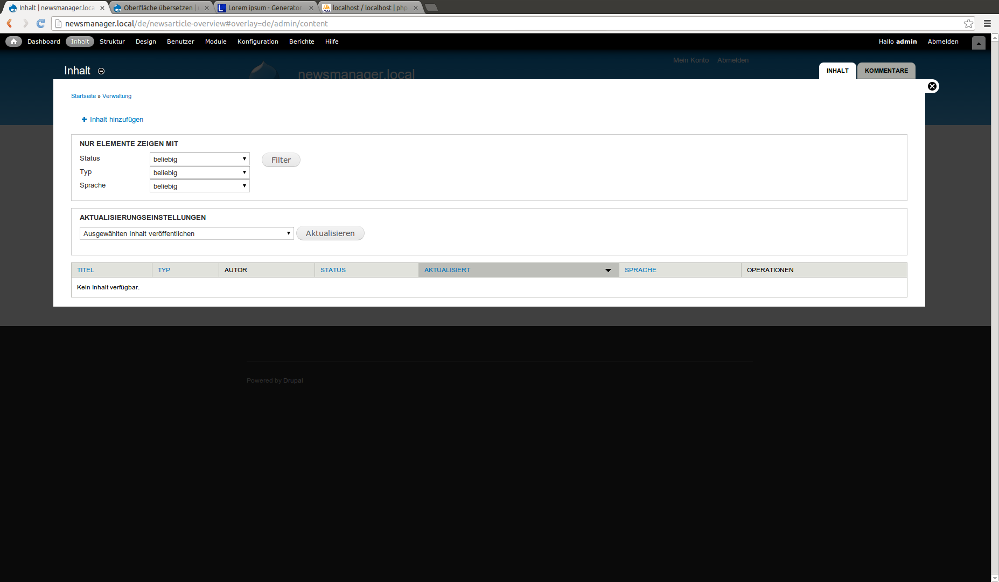 Inhalt | newsmanager.loca
Oberfläche übersetzen |
Lorem ipsum - Generator
localhost / localhost | php
newsmanager.local/de/newsarticle-overview#overlay=de/admin/content
Dashboard Inhalt Struktur Design Benutzer Module Konfiguration Berichte Hilfe
Hallo admin Abmelden
Mein Konto Abmelden
newsmanager.local
Inhalt
INHALT KOMMENTARE
Startseite » Verwaltung
Inhalt hinzufügen
NUR ELEMENTE ZEIGEN MIT
Status beliebig Filter
Typ beliebig
Sprache beliebig
AKTUALISIERUNGSEINSTELLUNGEN
Ausgewählten Inhalt veröffentlichen Aktualisieren
TITEL TYP AUTOR STATUS AKTUALISIERT SPRACHE OPERATIONEN
Kein Inhalt verfügbar.
Powered by Drupal